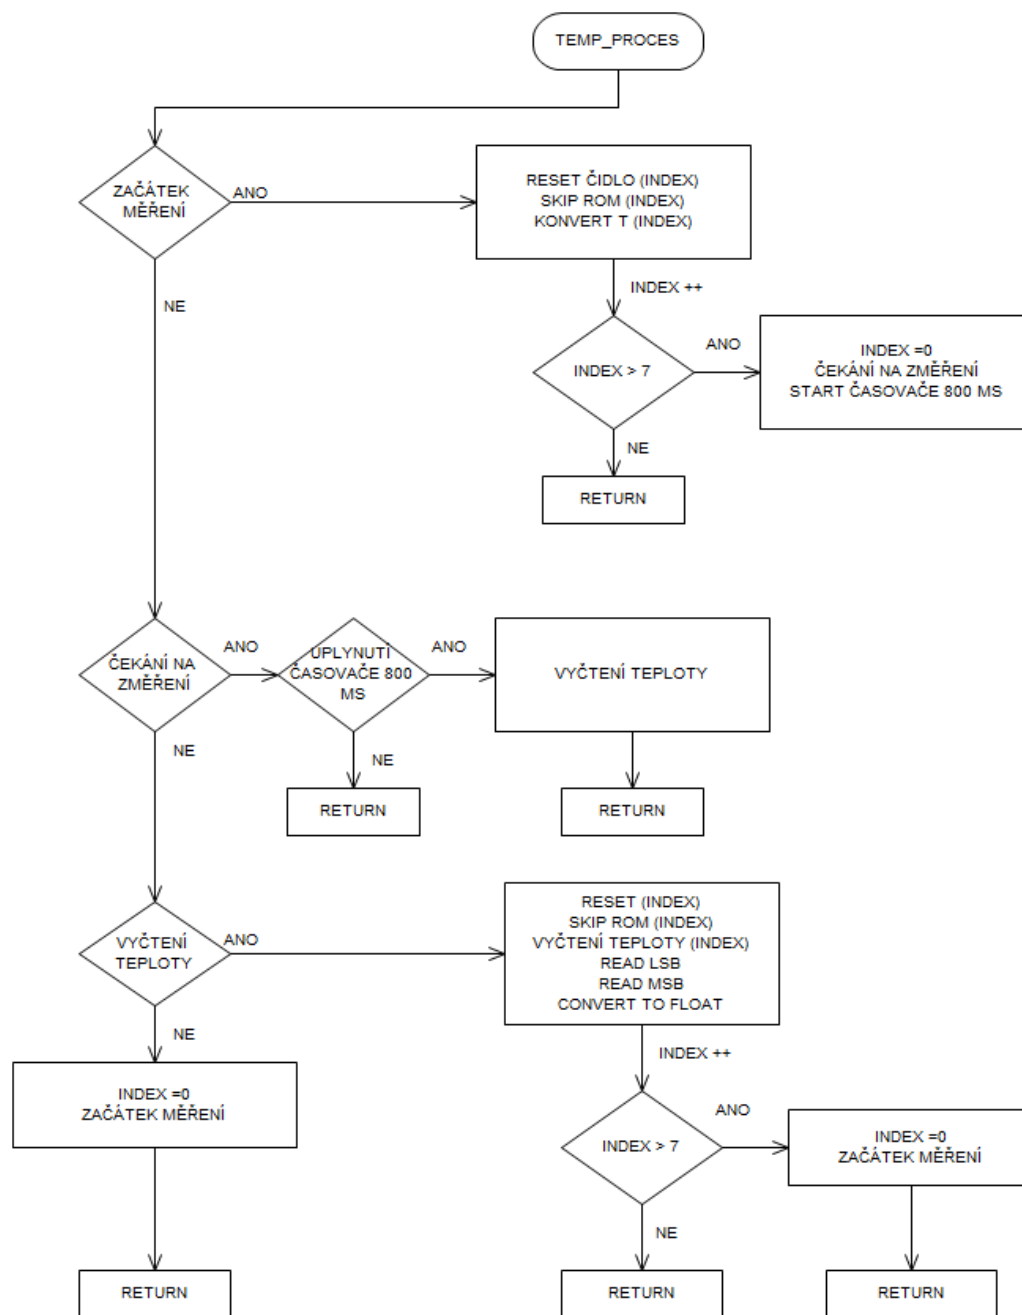 TEMP_PROCES
ZAČÁTEK
MĚŘENÍ
ANO
RESET ČIDLO (INDEX)
SKIP ROM (INDEX)
KONVERT T (INDEX)
NE
INDEX ++
INDEX > 7
ANO
INDEX =0
ČEKÁNÍ NA ZMĚŘENÍ
START ČASOVAČE 800 MS
NE
RETURN
ČEKÁNÍ NA
ZMĚŘENÍ
ANO
UPLYNUTÍ
ČASOVAČE 800
MS
ANO
VYČTENÍ TEPLOTY
NE
NE
RETURN
RETURN
VYČTENÍ
TEPLOTY
ANO
RESET (INDEX)
SKIP ROM (INDEX)
VYČTENÍ TEPLOTY (INDEX)
READ LSB
READ MSB
CONVERT TO FLOAT
NE
INDEX ++
INDEX =0
ZAČÁTEK MĚŘENÍ
INDEX > 7
ANO
INDEX =0
ZAČÁTEK MĚŘENÍ
NE
RETURN
RETURN
RETURN